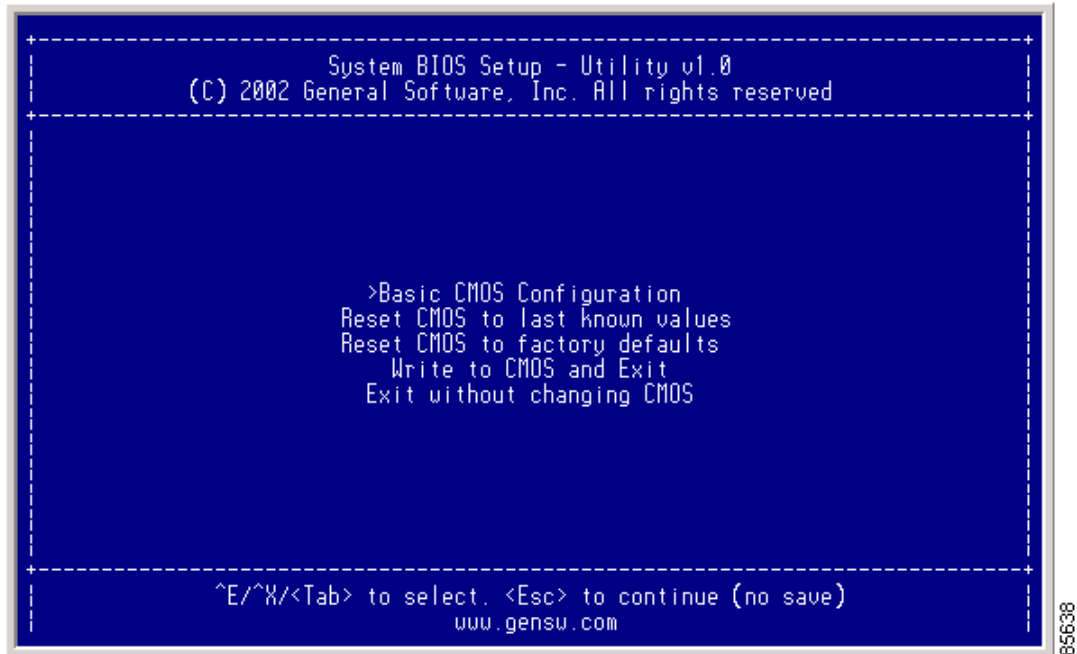 System BIOS Setup - Utility v1.0
(C) 2002 General Software, Inc. All rights reserved
>Basic CMOS Configuration
Reset CMOS to last known values
Reset CMOS to factory defaults
Write to CMOS and Exit
Exit without changing CMOS
^E/^X/<Tab> to select. <Esc> to continue (no save)
www.gensw.com
85638